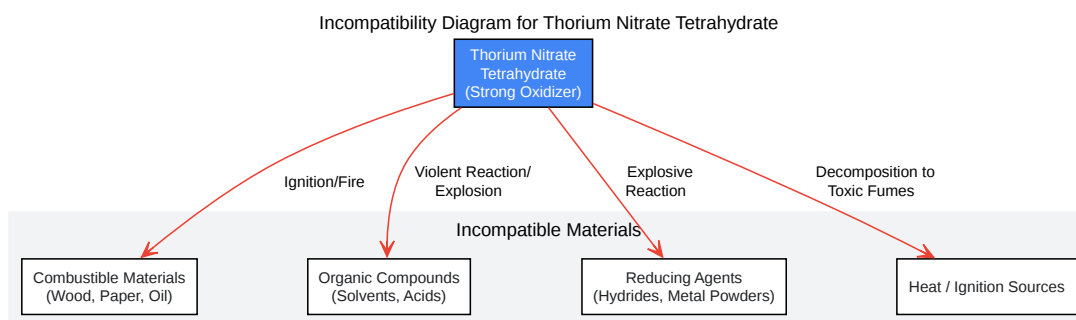 Incompatibility Diagram for Thorium Nitrate Tetrahydrate
Thorium Nitrate
Tetrahydrate
(Strong Oxidizer)
Ignition/Fire
Violent Reaction/
Explosion
Explosive
Reaction
Decomposition to
Toxic Fumes
Incompatible Materials
Combustible Materials
(Wood, Paper, Oil)
Organic Compounds
(Solvents, Acids)
Reducing Agents
(Hydrides, Metal Powders)
Heat / Ignition Sources